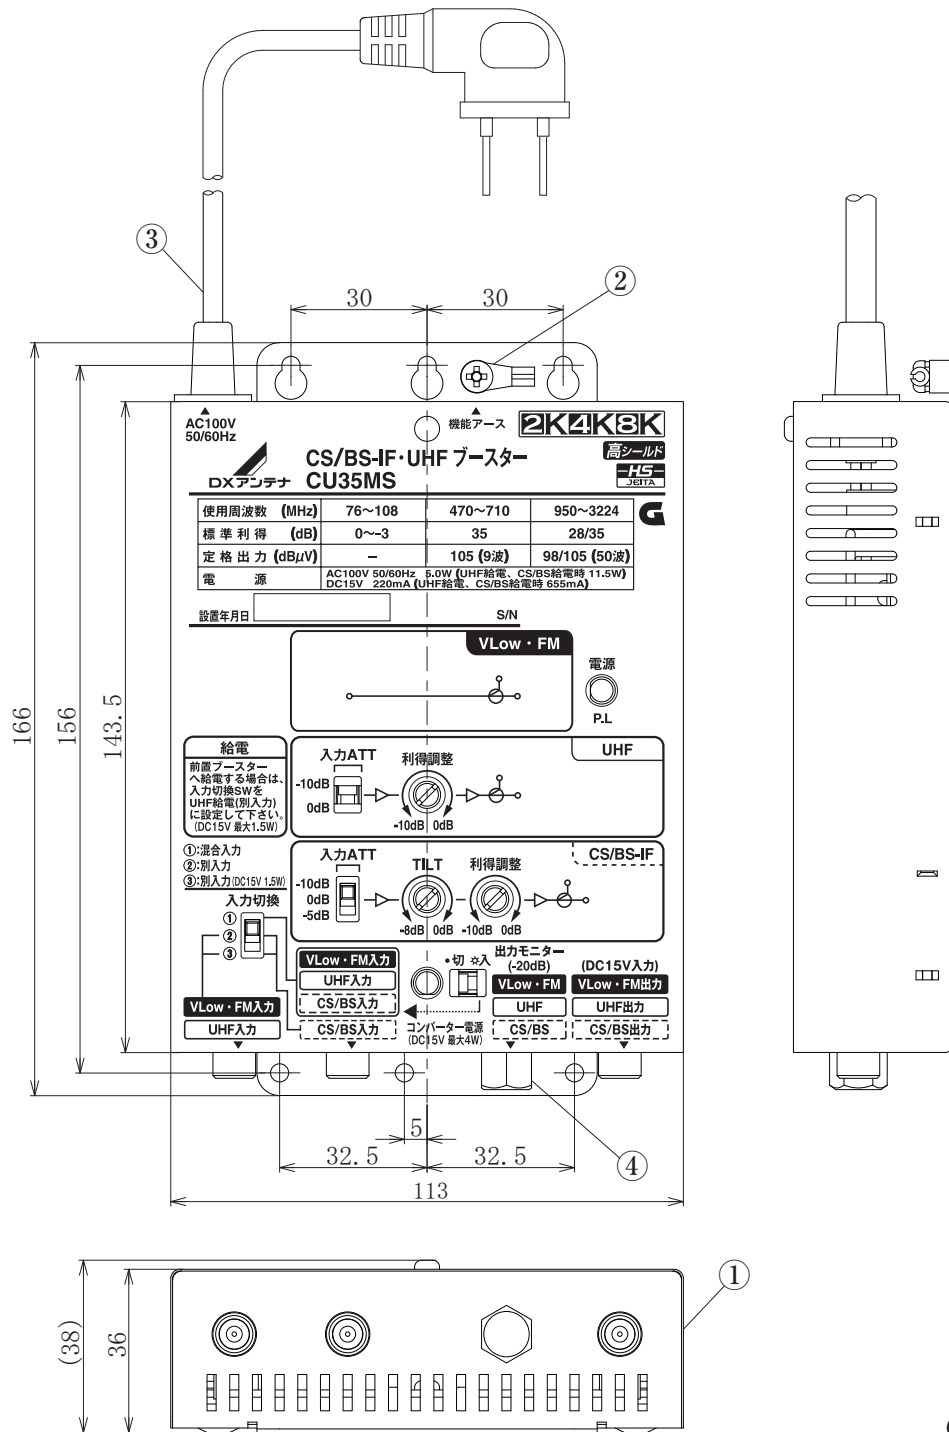 ③
30
30
②
AC100V
50/60Hz
機能アース
2K4K8K
高シールド
HS
JEITA
DXアンテナ
CS/BS-IF・UHF ブースター
CU35MS
使用周波数 (MHz) 76～108 470～710 950～3224
G
標準利得 (dB) 0～-3 35 28/35
定格出力 (dBμV) － 105 (9波) 98/105 (50波)
電源 AC100V 50/60Hz 5.0W (UHF給電、CS/BS給電時 11.5W)
DC15V 220mA (UHF給電、CS/BS給電時 655mA)
設置年月日
S/N
VLow・FM
電源
P.L
166
156
143.5
給電
前置ブースター
へ給電する場合は、
入力切換SWを
UHF給電(別入力)
に設定して下さい。
(DC15V 最大1.5W)
UHF
入力ATT
利得調整
-10dB
0dB
-10dB 0dB
①:混合入力
②:別入力
③:別入力(DC15V 1.5W)
CS/BS-IF
入力ATT
TILT
利得調整
-10dB
0dB
-5dB
-8dB 0dB
-10dB 0dB
入力切換
①
②
③
VLow・FM入力
UHF入力
VLow・FM入力
UHF入力
CS/BS入力
CS/BS入力
•切 ☼入
コンバーター電源
(DC15V 最大4W)
出力モニター
(-20dB)
VLow・FM
UHF
CS/BS
(DC15V入力)
VLow・FM出力
UHF出力
CS/BS出力
5
32.5
32.5
④
113
①
(38)
36